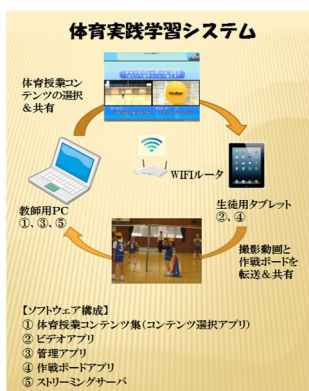 体育実践学習システム
体育授業コン
テンツの選択
&共有
WIFIルータ
教師用PC
①、③、⑤
生徒用タブレット
②、④
撮影動画と
作戦ボードを
転送&共有
【ソフトウェア構成】
① 体育授業コンテンツ集(コンテンツ選択アプリ)
② ビデオアプリ
③ 管理アプリ
④ 作戦ボードアプリ
⑤ ストリーミングサーバ